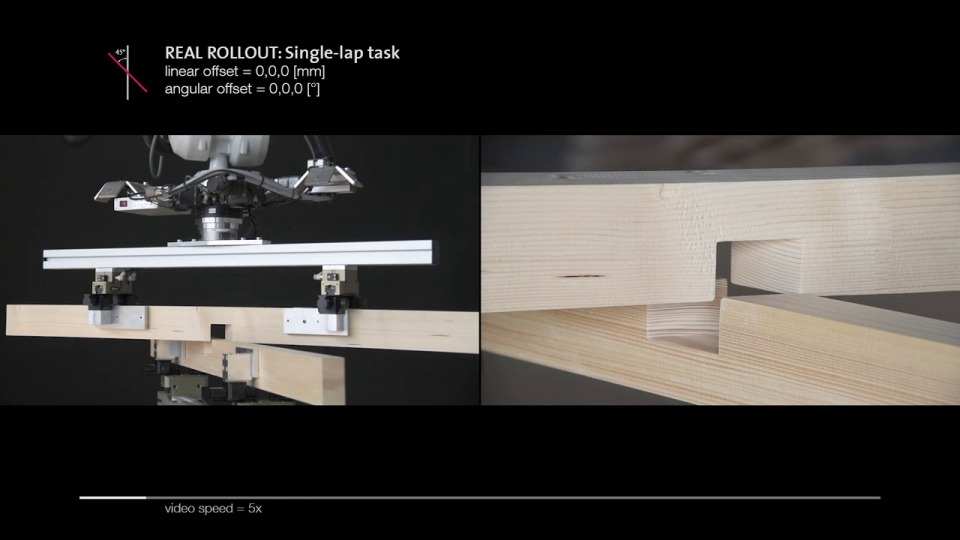 45°
REAL ROLLOUT: Single-lap task
linear offset = 0,0,0 [mm]
angular offset = 0,0,0 [°]
video speed = 5x